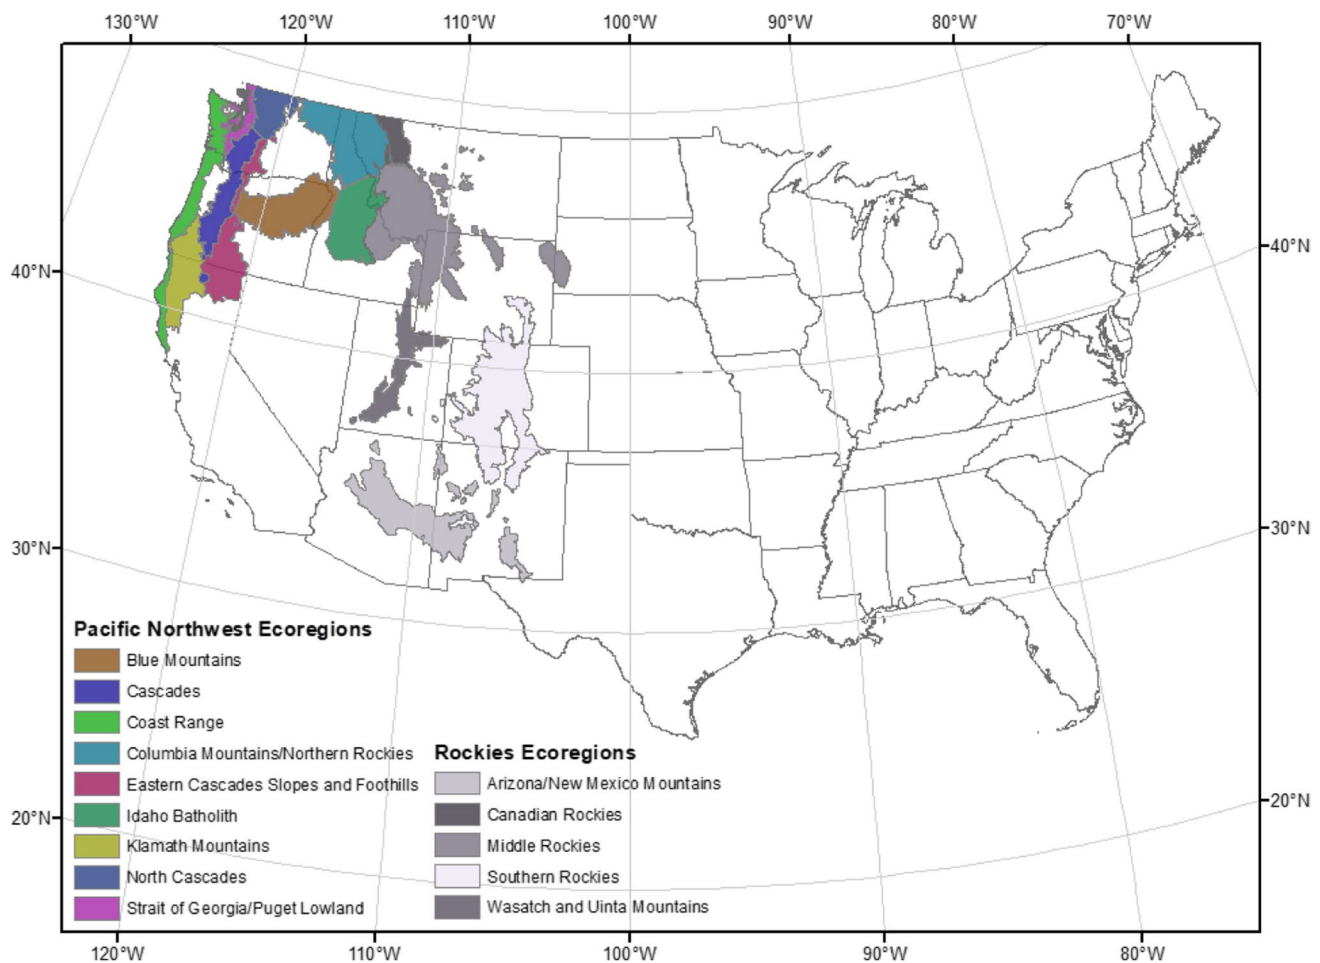 130°W 120°W 110°W 100°W 90°W 80°W 70°W
40°N 40°N
30°N 30°N
20°N 20°N
Pacific Northwest Ecoregions
Blue Mountains
Cascades
Coast Range
Columbia Mountains/Northern Rockies
Eastern Cascades Slopes and Foothills
Idaho Batholith
Klamath Mountains
North Cascades
Strait of Georgia/Puget Lowland
Rockies Ecoregions
Arizona/New Mexico Mountains
Canadian Rockies
Middle Rockies
Southern Rockies
Wasatch and Uinta Mountains
120°W 110°W 100°W 90°W 80°W